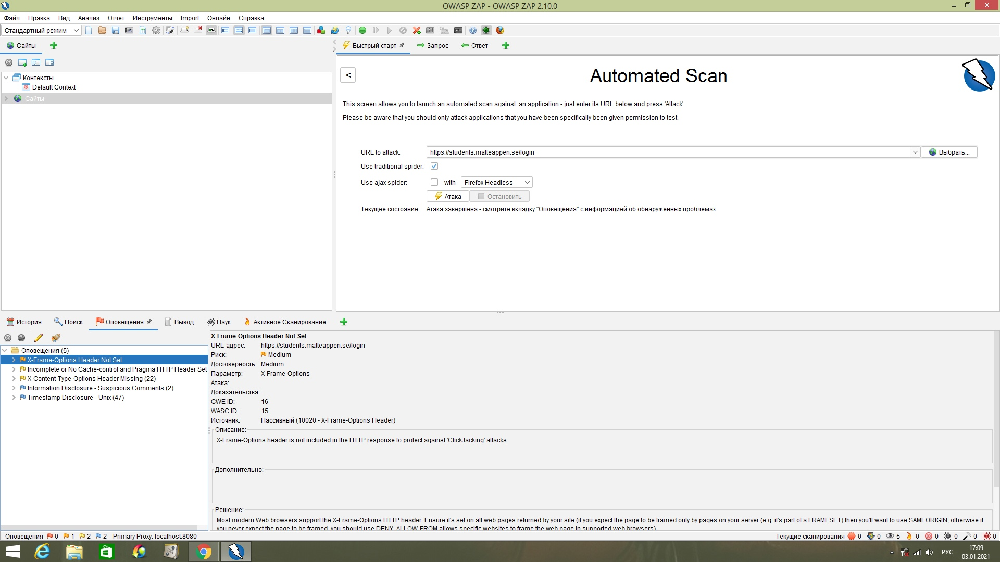 OWASP ZAP - OWASP ZAP 2.10.0
Файл Правка Вид Анализ Отчет Инструменты Import Онлайн Справка
Стандартный режим
Сайты
Быстрый старт Запрос Ответ
<
Automated Scan
Контексты
Default Context
Сайты
This screen allows you to launch an automated scan against an application - just enter its URL below and press 'Attack'.
Please be aware that you should only attack applications that you have been specifically been given permission to test.
URL to attack: https://students.matteappen.se/login Выбрать...
Use traditional spider:
Use ajax spider: with Firefox Headless
Атака Остановить
Текущее состояние: Атака завершена - смотрите вкладку "Оповещения" с информацией об обнаруженных проблемах
История Поиск Оповещения Вывод Паук Активное Сканирование
Оповещения (5)
X-Frame-Options Header Not Set
Incomplete or No Cache-control and Pragma HTTP Header Set
X-Content-Type-Options Header Missing (22)
Information Disclosure - Suspicious Comments (2)
Timestamp Disclosure - Unix (47)
X-Frame-Options Header Not Set
URL-адрес: https://students.matteappen.se/login
Риск: Medium
Достоверность: Medium
Параметр: X-Frame-Options
Атака:
Доказательства:
CWE ID: 16
WASC ID: 15
Источник: Пассивный (10020 - X-Frame-Options Header)
Описание:
X-Frame-Options header is not included in the HTTP response to protect against 'ClickJacking' attacks.
Дополнительно:
Решение:
Most modern Web browsers support the X-Frame-Options HTTP header. Ensure it's set on all web pages returned by your site (if you expect the page to be framed only by pages on your server (e.g. it's part of a FRAMESET) then you'll want to use SAMEORIGIN, otherwise if
you never expect the page to be framed, you should use DENY. ALLOW-FROM allows specific websites to frame the web page in supported web browsers)
Оповещения 0 1 2 2 Primary Proxy: localhost:8080
Текущие сканирования 0 0 5 0 0 0 0 0
РУС
17:09
03.01.2021